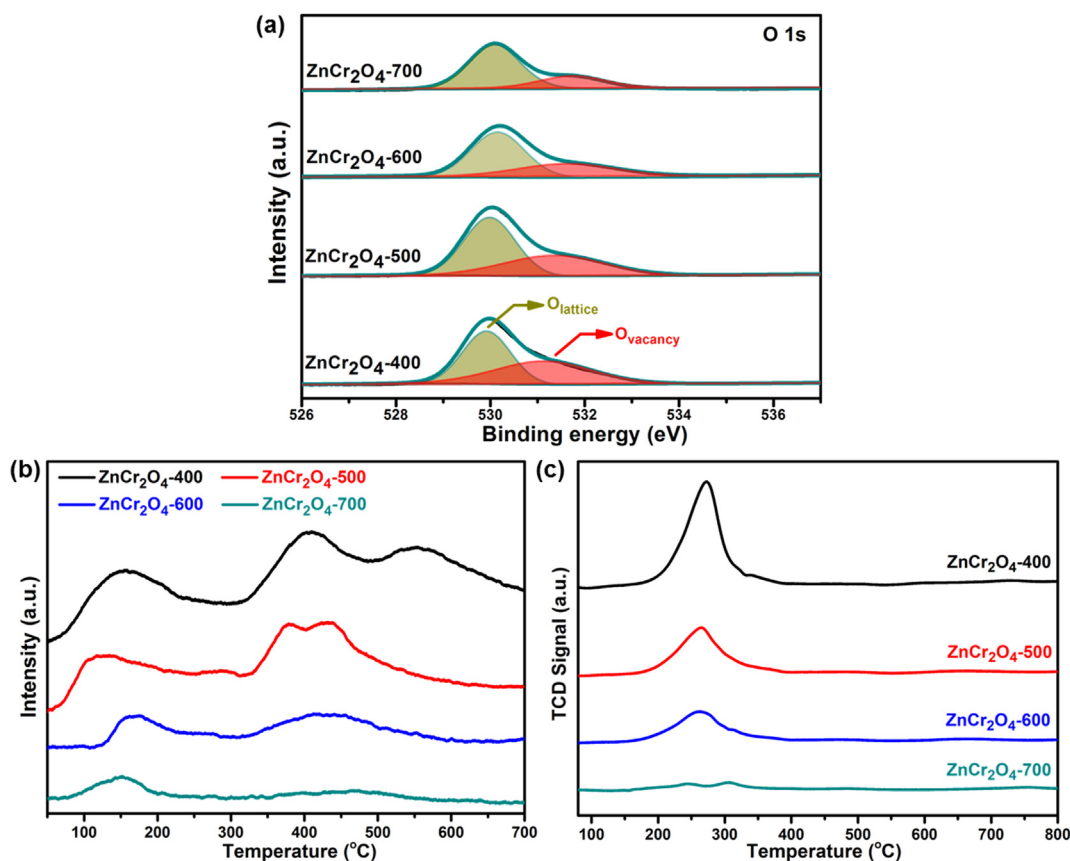 (a)
O 1s
ZnCr₂O₄-700
ZnCr₂O₄-600
ZnCr₂O₄-500
O_lattice
O_vacancy
ZnCr₂O₄-400
Intensity (a.u.)
526 528 530 532 534 536
Binding energy (eV)
(b)
ZnCr₂O₄-400 ZnCr₂O₄-500
ZnCr₂O₄-600 ZnCr₂O₄-700
Intensity (a.u.)
100 200 300 400 500 600 700
Temperature (°C)
(c)
ZnCr₂O₄-400
ZnCr₂O₄-500
ZnCr₂O₄-600
ZnCr₂O₄-700
TCD Signal (a.u.)
100 200 300 400 500 600 700 800
Temperature (°C)